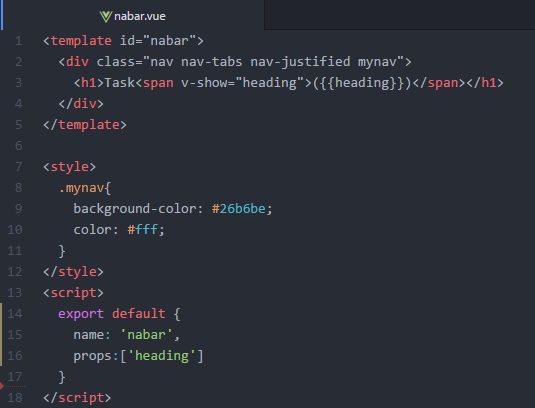 nabar.vue
1 <template id="nabar">
2   <div class="nav nav-tabs nav-justified mynav">
3     <h1>Task<span v-show="heading">({{heading}})</span></h1>
4   </div>
5 </template>
6
7 <style>
8   .mynav{
9     background-color: #26b6be;
10     color: #fff;
11   }
12 </style>
13 <script>
14   export default {
15     name: 'nabar',
16     props:['heading']
17   }
18 </script>